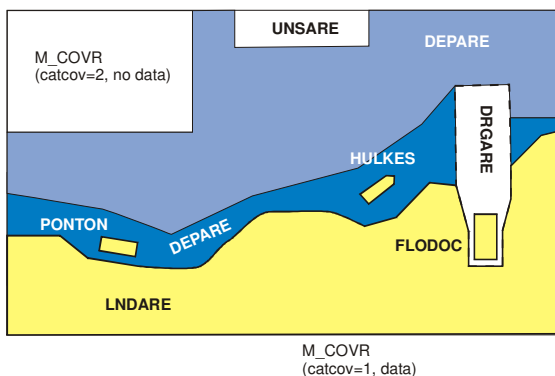 UNSARE
DEPARE
M_COVR
(catcov=2, no data)
DRGARE
HULKES
PONTON
DEPARE
FLODOC
LNDARE
M_COVR
(catcov=1, data)